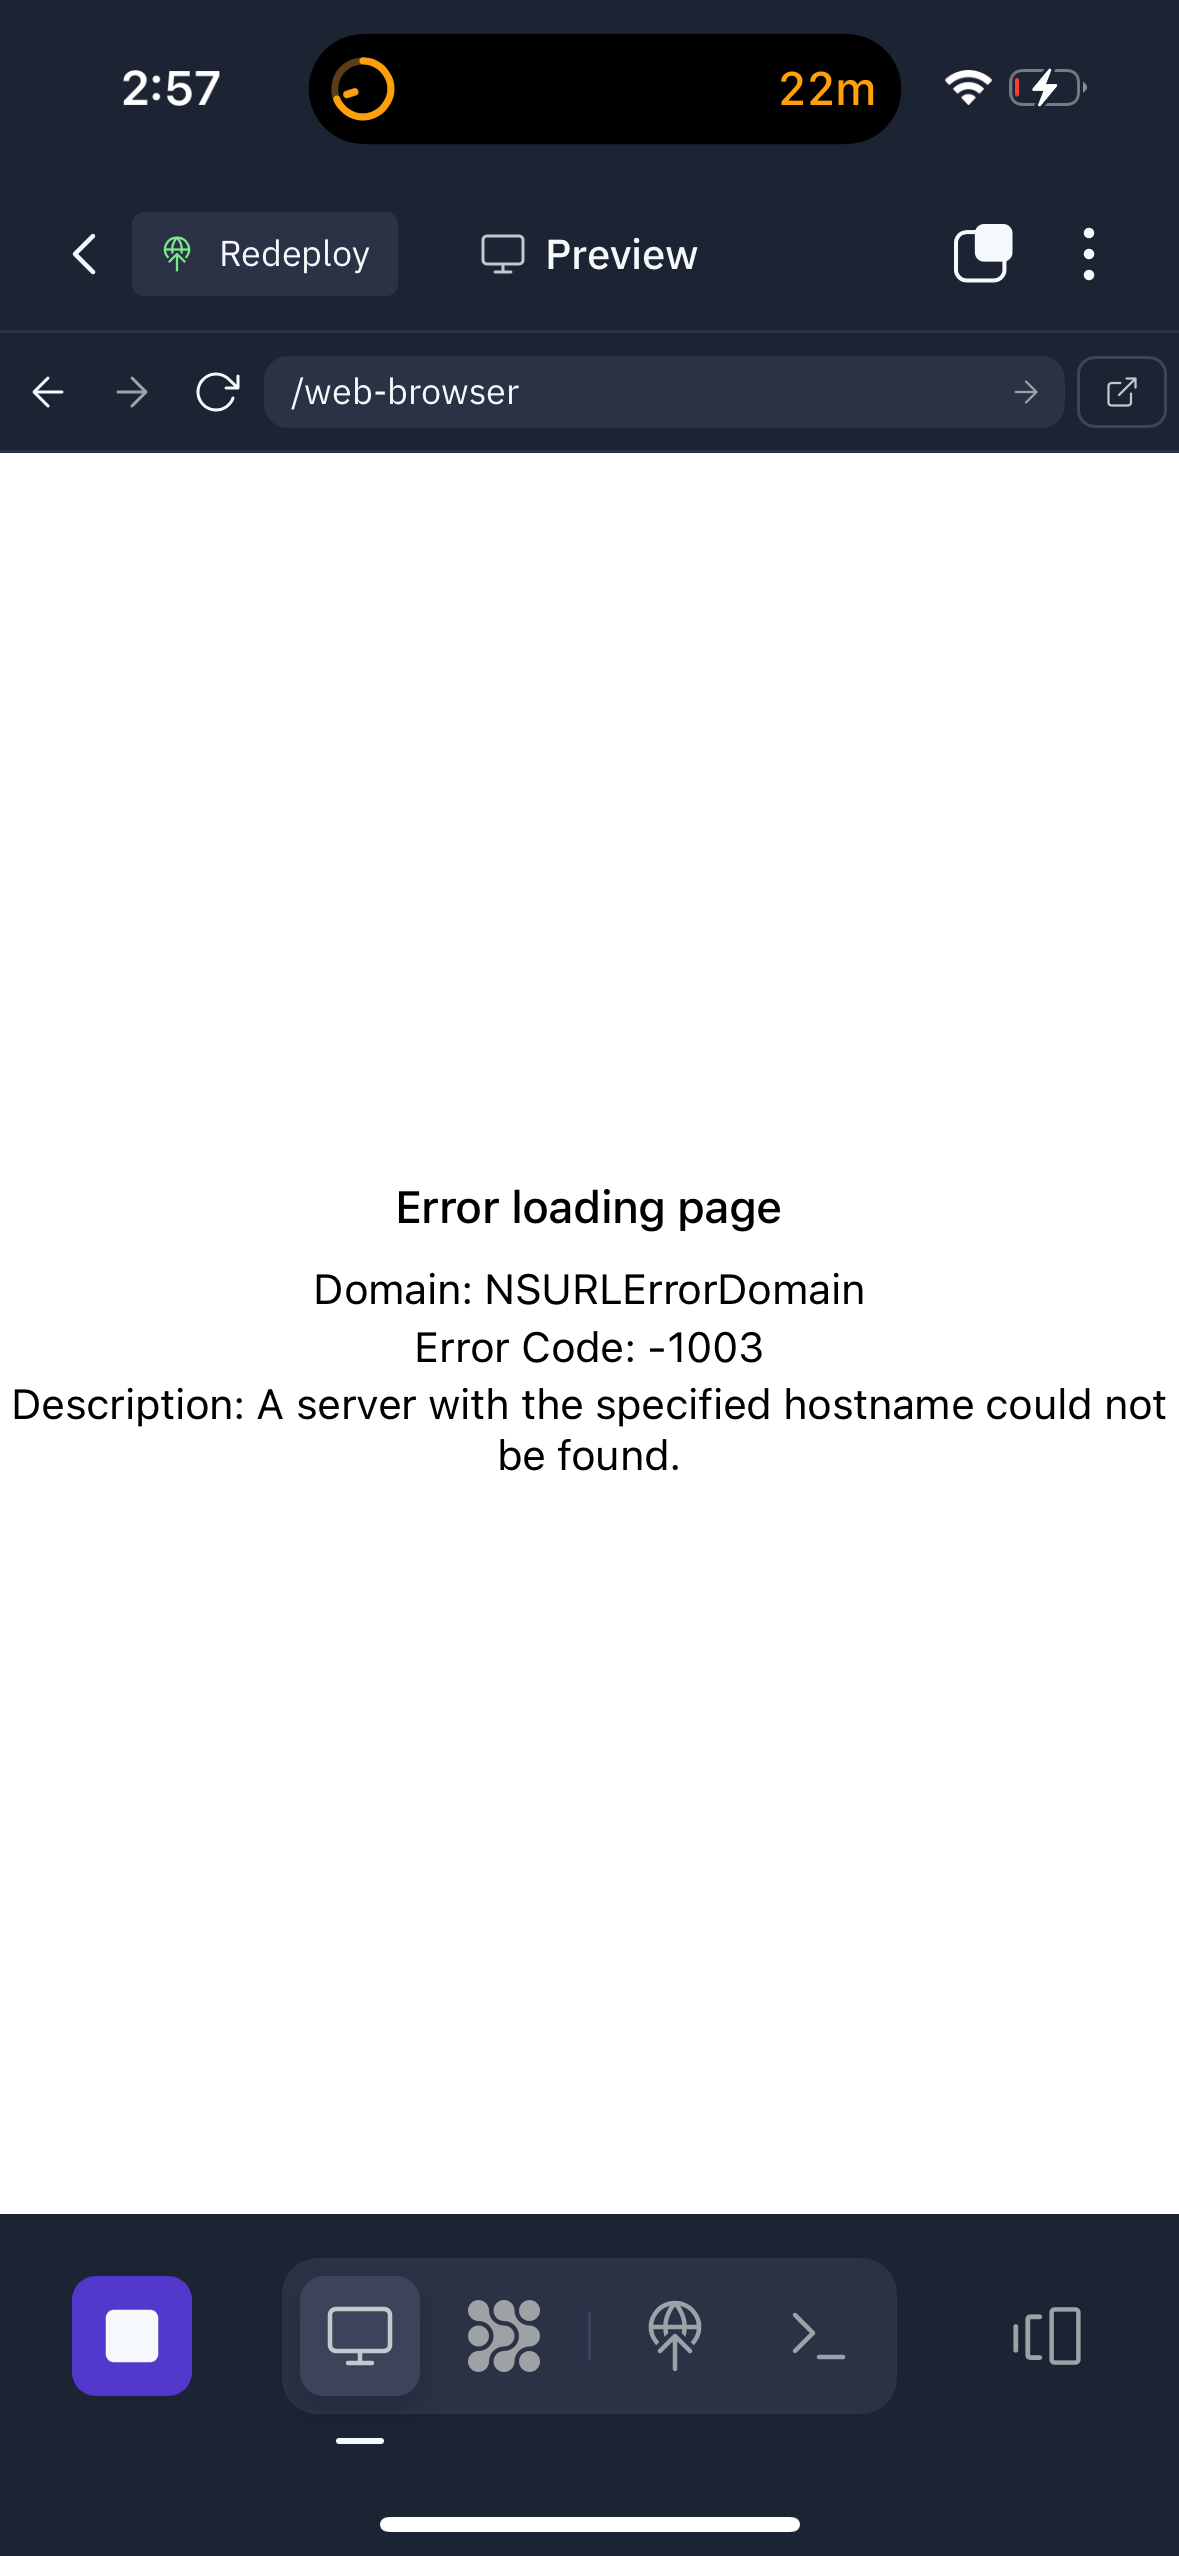 2:57
22m
Redeploy
Preview
/web-browser
Error loading page
Domain: NSURLErrorDomain
Error Code: -1003
Description: A server with the specified hostname could not
be found.